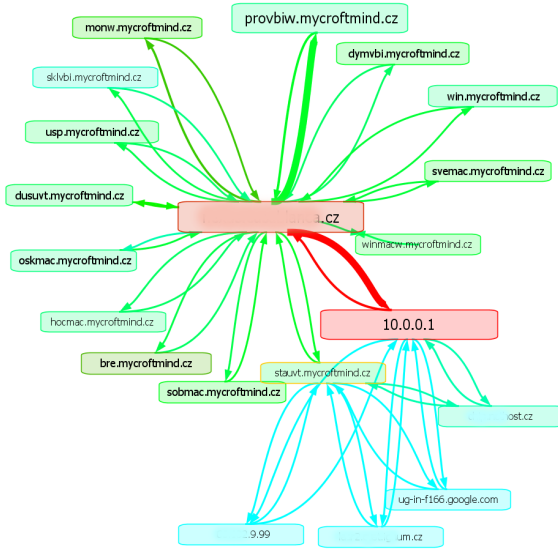 provbiw.mycroftmind.cz
monw.mycroftmind.cz
dymvbi.mycroftmind.cz
sklvbi.mycroftmind.cz
win.mycroftmind.cz
usp.mycroftmind.cz
svemac.mycroftmind.cz
dusuvt.mycroftmind.cz
.cz
winmacw.mycroftmind.cz
oskmac.mycroftmind.cz
hocmac.mycroftmind.cz
10.0.0.1
bre.mycroftmind.cz
stauvt.mycroftmind.cz
sobmac.mycroftmind.cz
ost.cz
ug-in-f166.google.com
9.99
um.cz